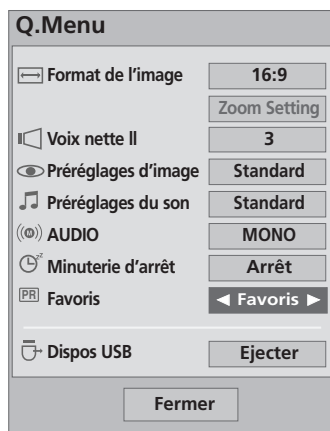 Q.Menu
Format de l'image 16:9
Zoom Setting
Voix nette II 3
Préréglages d'image Standard
Préréglages du son Standard
AUDIO MONO
Minuterie d'arrêt Arrêt
PR Favoris ◄ Favoris ►
Dispos USB Ejecter
Fermer